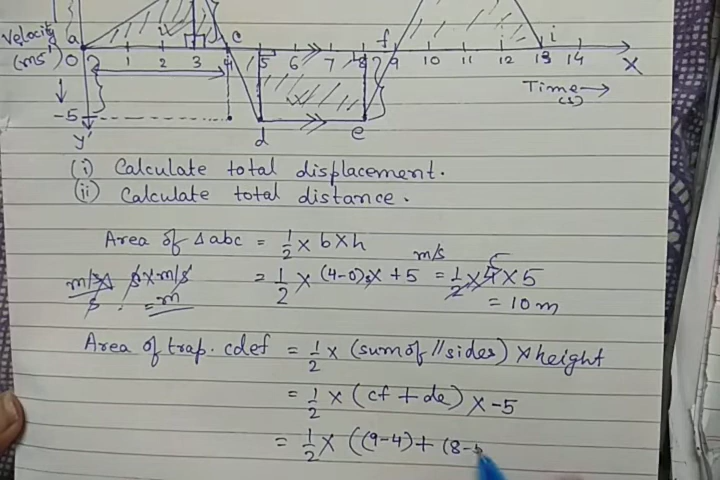 Velocity a c f i
(ms⁻¹) 0 1 2 3 4 5 6 7 8 9 10 11 12 13 14 X
Time→
(s)
-5
y' d e
(i) Calculate total displacement.
(ii) Calculate total distance.
Area of △abc = 1/2 × b × h
m/s
= 1/2 × (4-0)s × +5 = 1/2 × 4 × 5
= 10 m
m/s × s × m/s
s = m
Area of trap. cdef = 1/2 × (sum of // sides) × height
= 1/2 × (cf + de) × -5
= 1/2 × ((9-4) + (8-